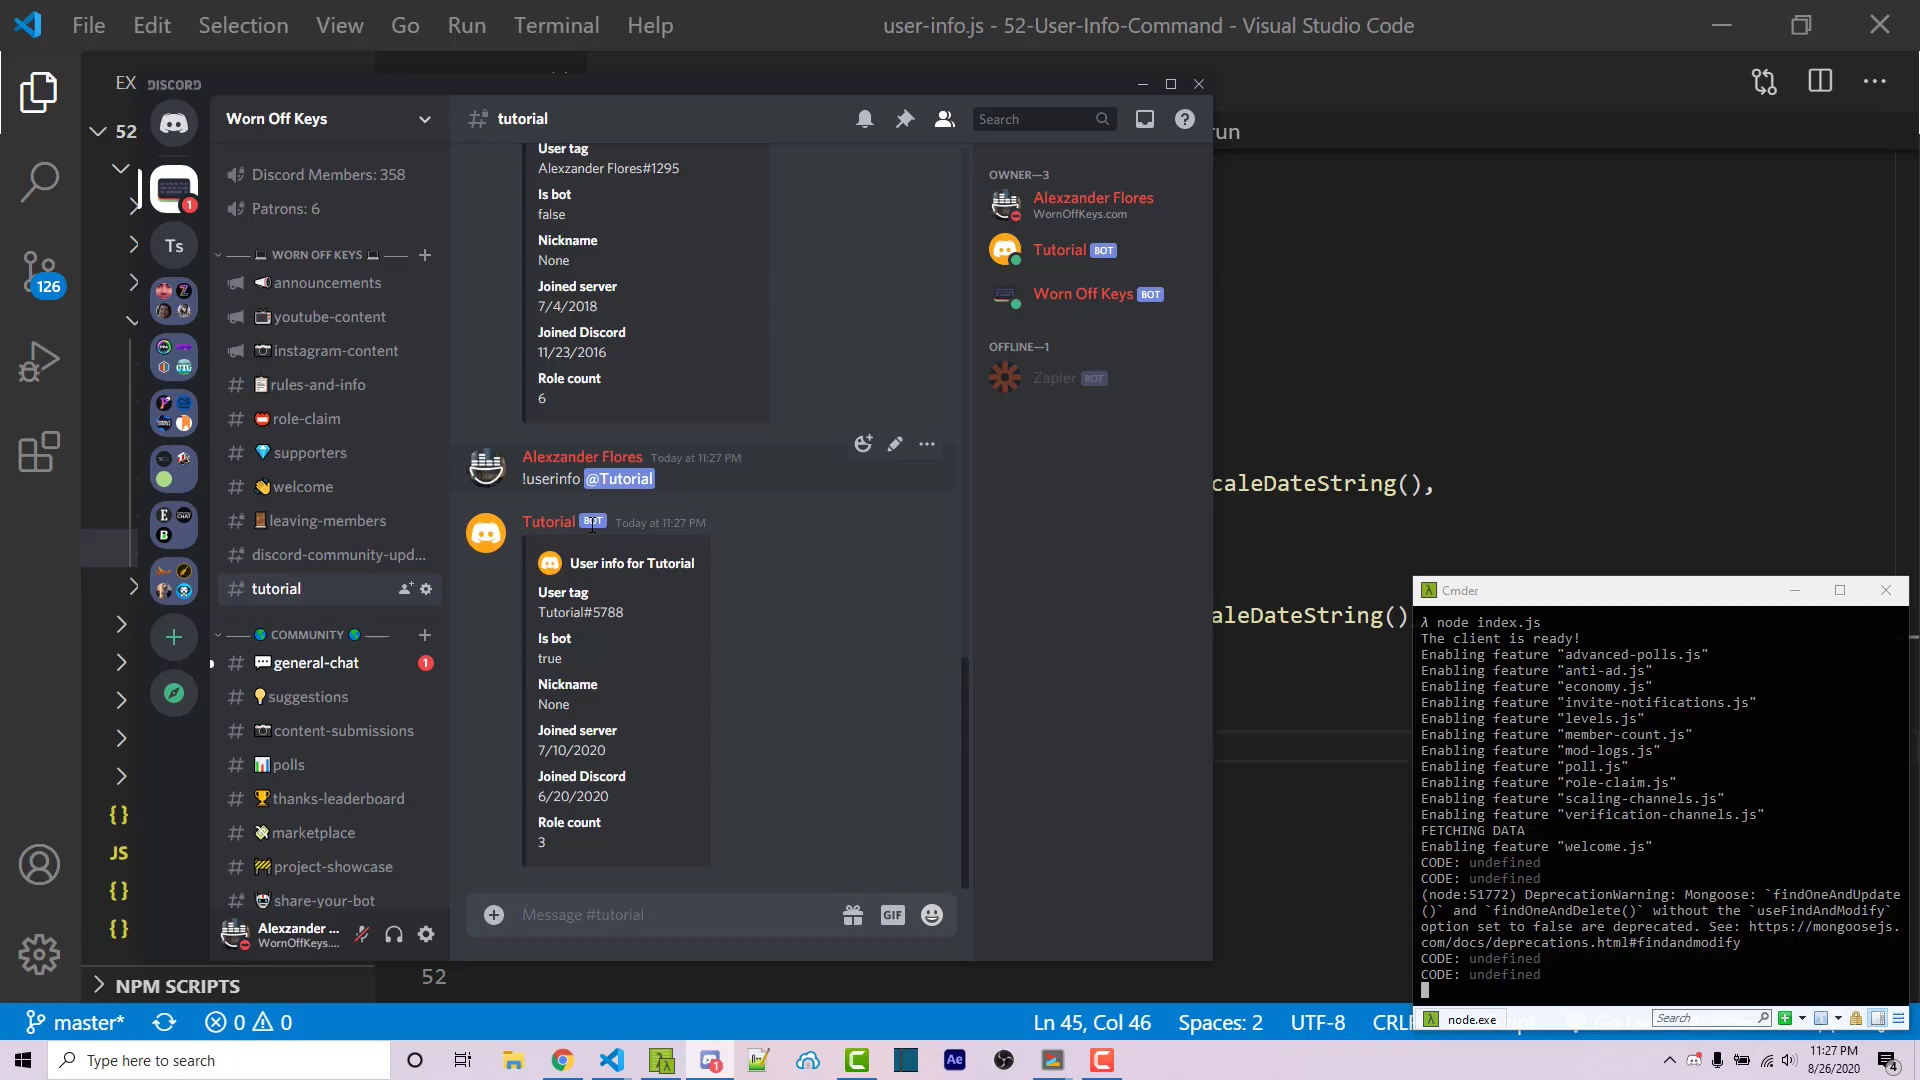 File Edit Selection View Go Run Terminal Help
user-info.js - 52-User-Info-Command - Visual Studio Code
EX
52
126
{}
JS
{}
{}
NPM SCRIPTS
DISCORD
Ts
1
Worn Off Keys
Discord Members: 358
Patrons: 6
WORN OFF KEYS
announcements
youtube-content
instagram-content
rules-and-info
role-claim
supporters
welcome
leaving-members
discord-community-upd...
tutorial
COMMUNITY
general-chat 1
suggestions
content-submissions
polls
thanks-leaderboard
marketplace
project-showcase
share-your-bot
Alexzander ...
WornOffKeys....
tutorial
Search
User tag
Alexzander Flores#1295
Is bot
false
Nickname
None
Joined server
7/4/2018
Joined Discord
11/23/2016
Role count
6
Alexzander Flores Today at 11:27 PM
!userinfo @Tutorial
Tutorial BOT Today at 11:27 PM
User info for Tutorial
User tag
Tutorial#5788
Is bot
true
Nickname
None
Joined server
7/10/2020
Joined Discord
6/20/2020
Role count
3
Message #tutorial
GIF
OWNER—3
Alexzander Flores
WornOffKeys.com
Tutorial BOT
Worn Off Keys BOT
OFFLINE—1
Zapier BOT
run
caleDateString(),
aleDateString()
52
Cmder
λ node index.js
The client is ready!
Enabling feature "advanced-polls.js"
Enabling feature "anti-ad.js"
Enabling feature "economy.js"
Enabling feature "invite-notifications.js"
Enabling feature "levels.js"
Enabling feature "member-count.js"
Enabling feature "mod-logs.js"
Enabling feature "poll.js"
Enabling feature "role-claim.js"
Enabling feature "scaling-channels.js"
Enabling feature "verification-channels.js"
FETCHING DATA
Enabling feature "welcome.js"
CODE: undefined
CODE: undefined
(node:51772) DeprecationWarning: Mongoose: `findOneAndUpdate
()` and `findOneAndDelete()` without the `useFindAndModify`
option set to false are deprecated. See: https://mongoosejs.
com/docs/deprecations.html#findandmodify
CODE: undefined
CODE: undefined
node.exe
Search
master* 0 0
Ln 45, Col 46 Spaces: 2 UTF-8 CRL
Type here to search
Ae
11:27 PM
8/26/2020
4